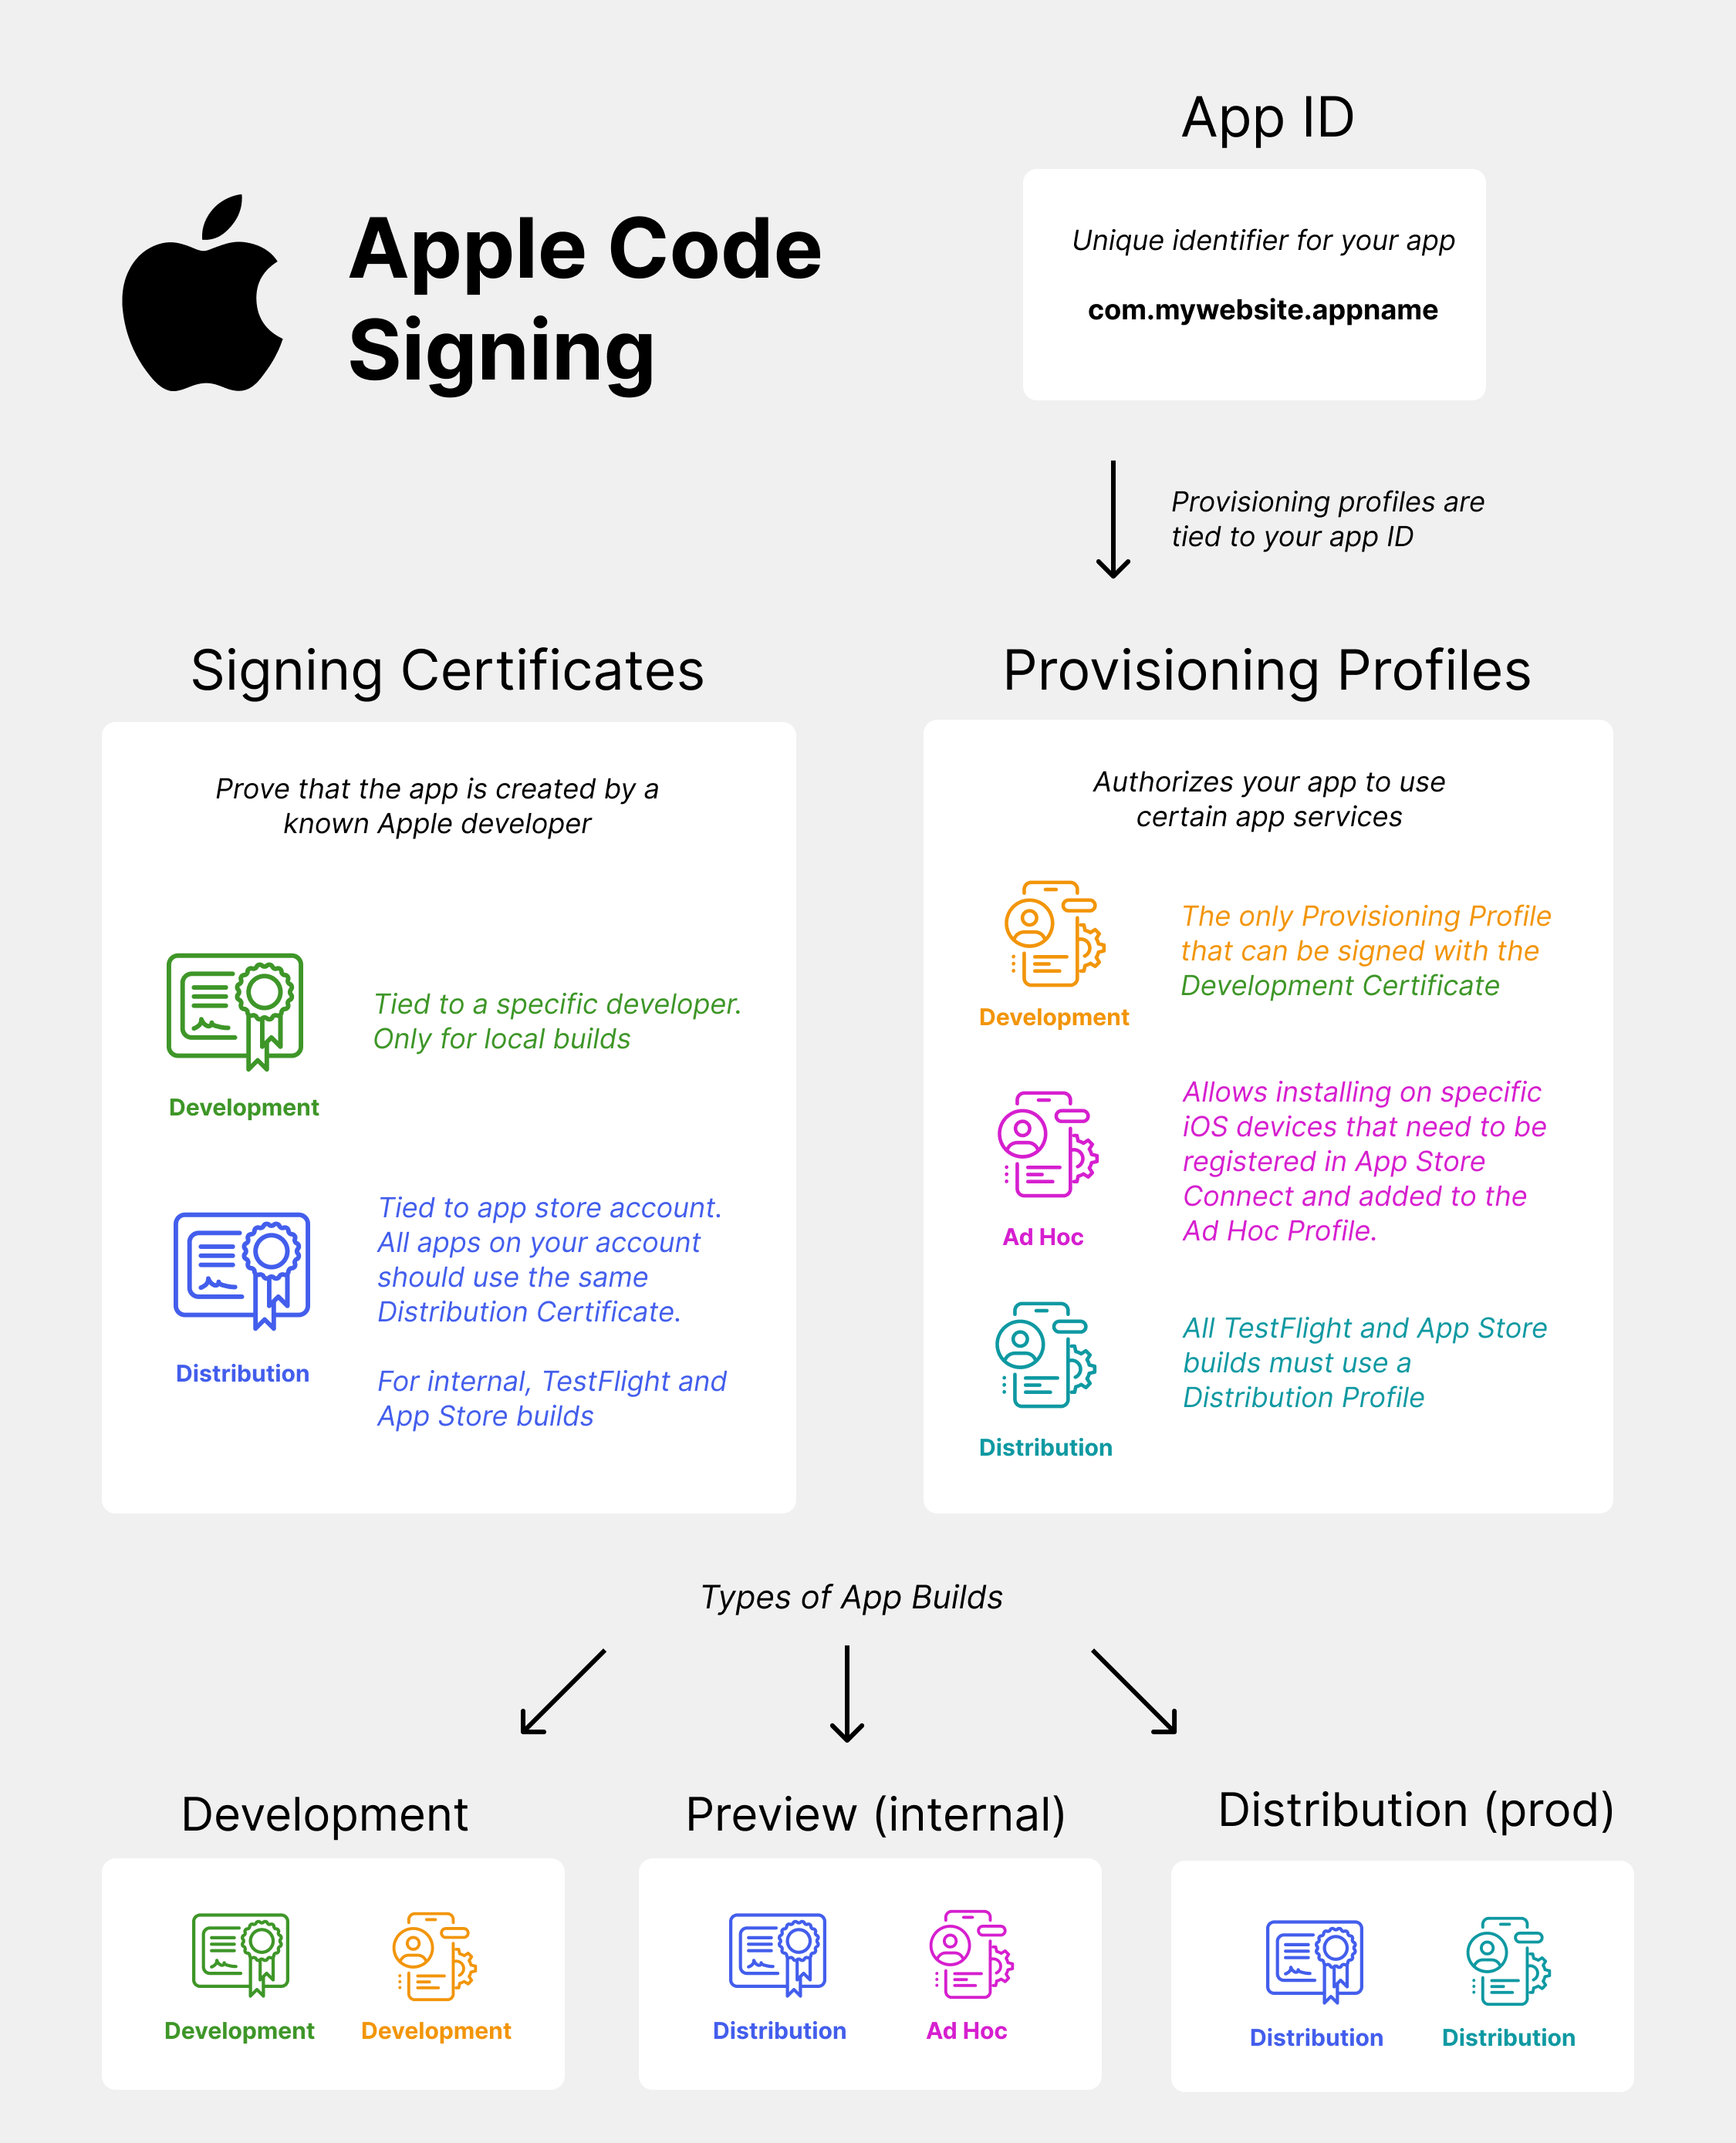 Apple Code
Signing
App ID
Unique identifier for your app
com.mywebsite.appname
Provisioning profiles are
tied to your app ID
Signing Certificates
Prove that the app is created by a
known Apple developer
Tied to a specific developer.
Only for local builds
Development
Tied to app store account.
All apps on your account
should use the same
Distribution Certificate.
For internal, TestFlight and
App Store builds
Distribution
Provisioning Profiles
Authorizes your app to use
certain app services
The only Provisioning Profile
that can be signed with the
Development Certificate
Development
Allows installing on specific
iOS devices that need to be
registered in App Store
Connect and added to the
Ad Hoc Profile.
Ad Hoc
All TestFlight and App Store
builds must use a
Distribution Profile
Distribution
Types of App Builds
Development
Development
Development
Preview (internal)
Distribution
Ad Hoc
Distribution (prod)
Distribution
Distribution